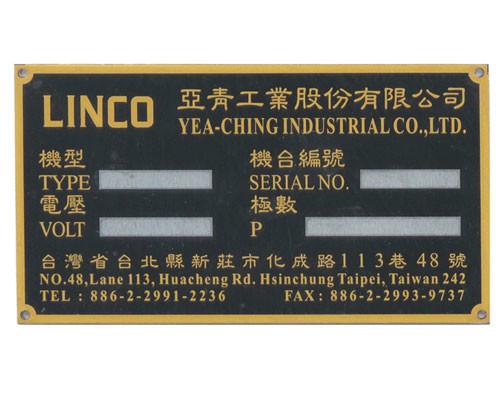 LINCO
亞青工業股份有限公司
YEA-CHING INDUSTRIAL CO.,LTD.
機型 機台編號
TYPE SERIAL NO.
電壓 極數
VOLT P
台灣省台北縣新莊市化成路113巷48號
NO.48,Lane 113, Huacheng Rd. Hsinchung Taipei, Taiwan 242
TEL : 886-2-2991-2236 FAX : 886-2-2993-9737